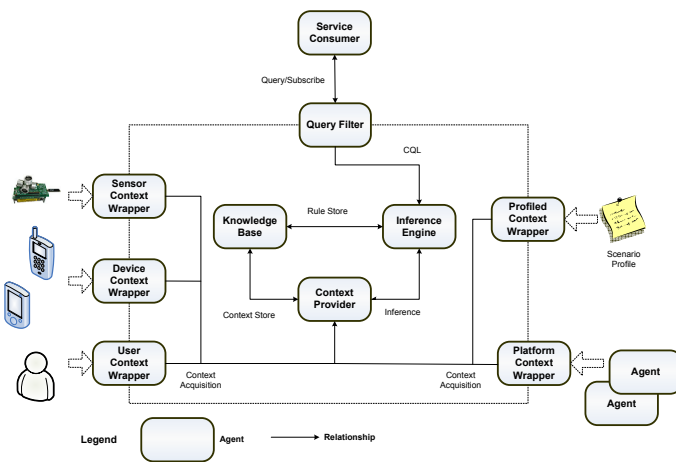 Service
Consumer
Query/Subscribe
Query Filter
CQL
Sensor
Context
Wrapper
Knowledge
Base
Rule Store
Inference
Engine
Profiled
Context
Wrapper
Scenario
Profile
Device
Context
Wrapper
Context
Provider
Context Store
Inference
User
Context
Wrapper
Context
Acquisition
Context
Acquisition
Platform
Context
Wrapper
Agent
Agent
Legend
Agent
Relationship